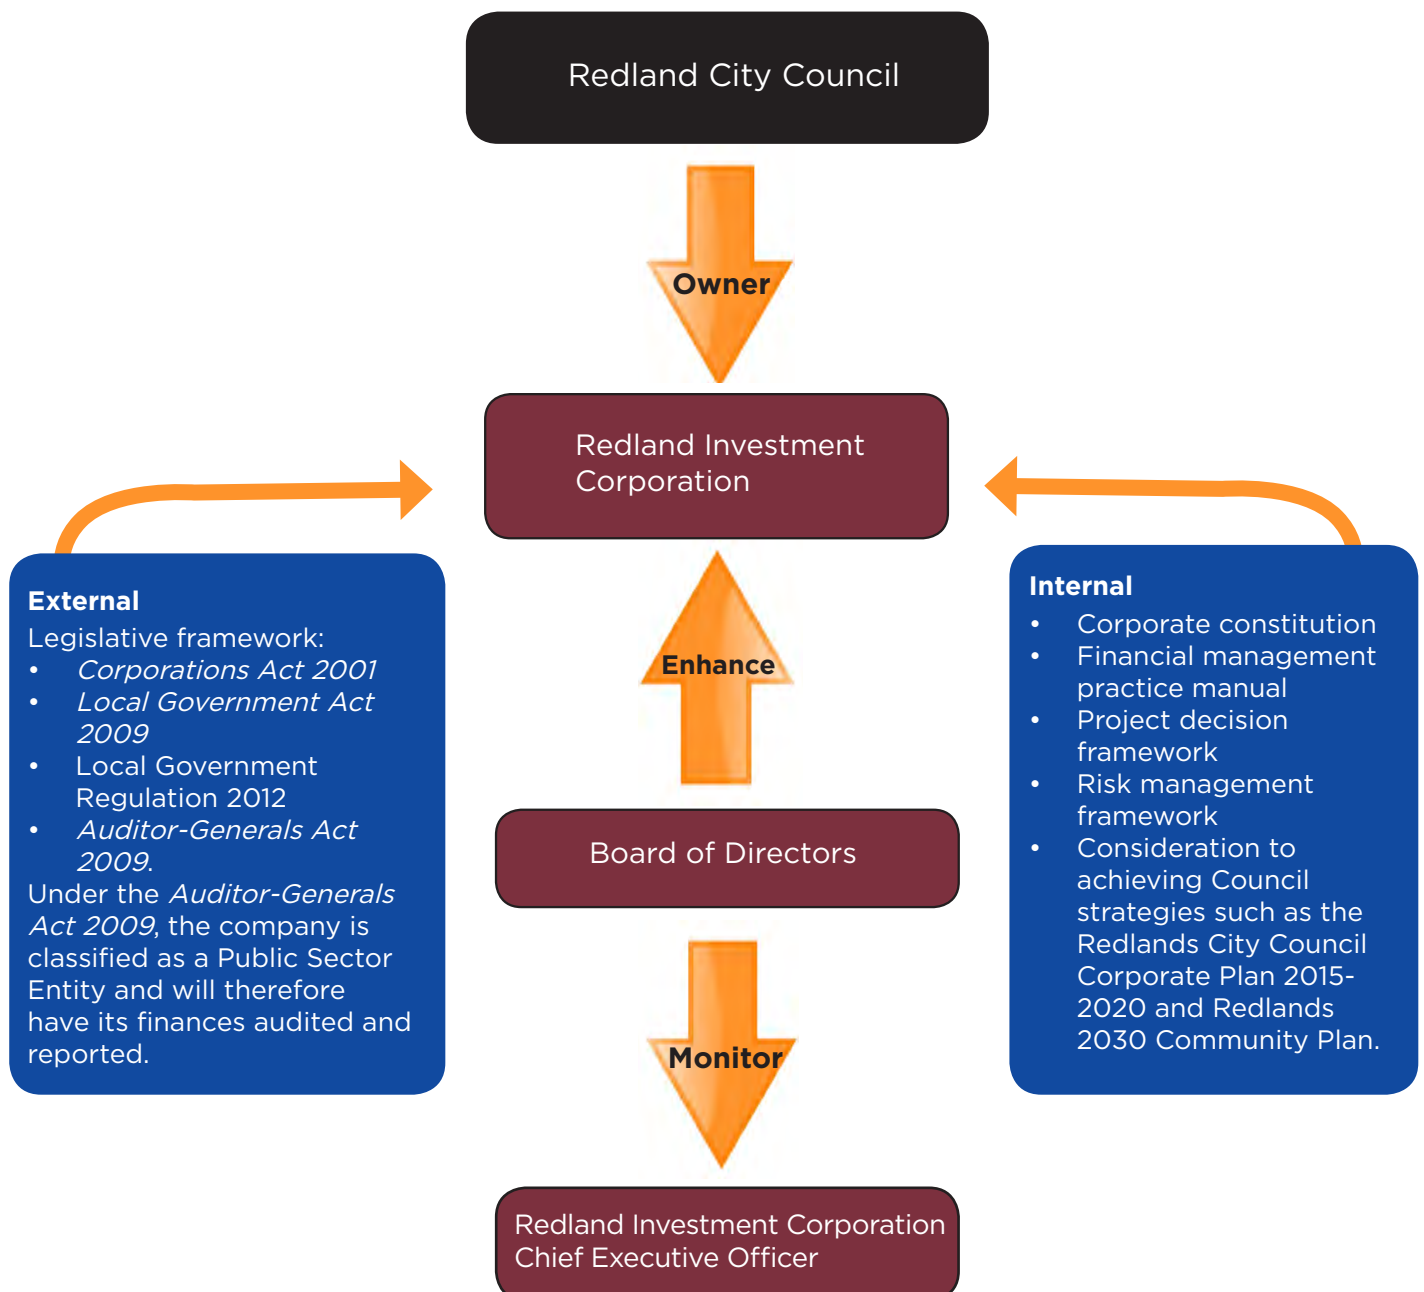 Redland City Council
Owner
Redland Investment
Corporation
External
Legislative framework:
• Corporations Act 2001
• Local Government Act
2009
• Local Government
Regulation 2012
• Auditor-Generals Act
2009.
Under the Auditor-Generals
Act 2009, the company is
classified as a Public Sector
Entity and will therefore
have its finances audited and
reported.
Enhance
Board of Directors
Monitor
Redland Investment Corporation
Chief Executive Officer
Internal
• Corporate constitution
• Financial management
practice manual
• Project decision
framework
• Risk management
framework
• Consideration to
achieving Council
strategies such as the
Redlands City Council
Corporate Plan 2015-
2020 and Redlands
2030 Community Plan.